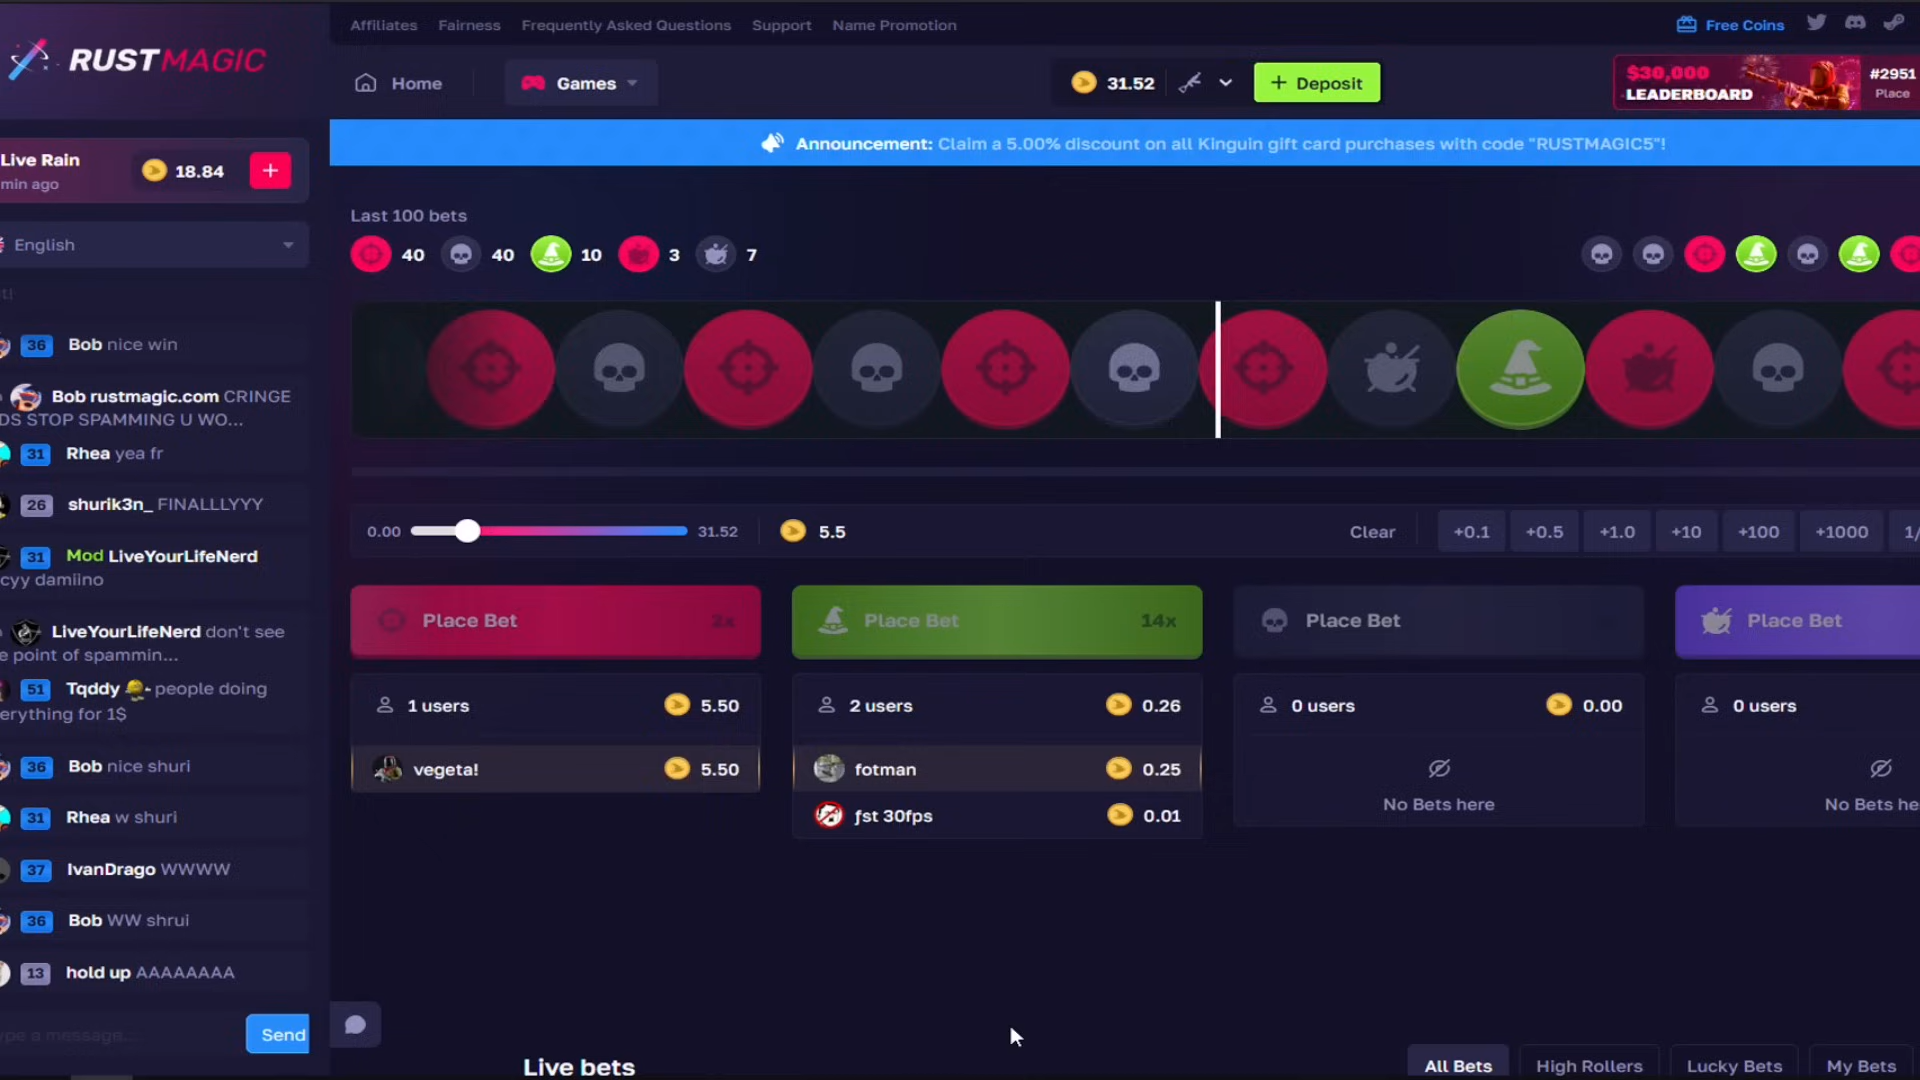 Affiliates Fairness Frequently Asked Questions Support Name Promotion Free Coins
RUSTMAGIC
Home Games 31.52 + Deposit
$30,000
LEADERBOARD
#2951
Place
Announcement: Claim a 5.00% discount on all Kinguin gift card purchases with code "RUSTMAGIC5"!
Live Rain
min ago
18.84 +
English
Last 100 bets
40 40 10 3 7
Bob nice win
36
Bob rustmagic.com CRINGE
DS STOP SPAMMING U WO...
31 Rhea yea fr
26 shurik3n_ FINALLLYYY
31 Mod LiveYourLifeNerd
cyy damiino
LiveYourLifeNerd don't see
e point of spammin...
51 Tqddy people doing
erything for 1$
36 Bob nice shuri
31 Rhea w shuri
37 IvanDrago WWWW
36 Bob WW shrui
13 hold up AAAAAAAA
ype a message...
Send
0.00 31.52 5.5 Clear +0.1 +0.5 +1.0 +10 +100 +1000 1/
Place Bet 2x
1 users 5.50
vegeta! 5.50
Place Bet 14x
2 users 0.26
fotman 0.25
fst 30fps 0.01
Place Bet
0 users 0.00
No Bets here
Place Bet
0 users
No Bets he
Live bets All Bets High Rollers Lucky Bets My Bets